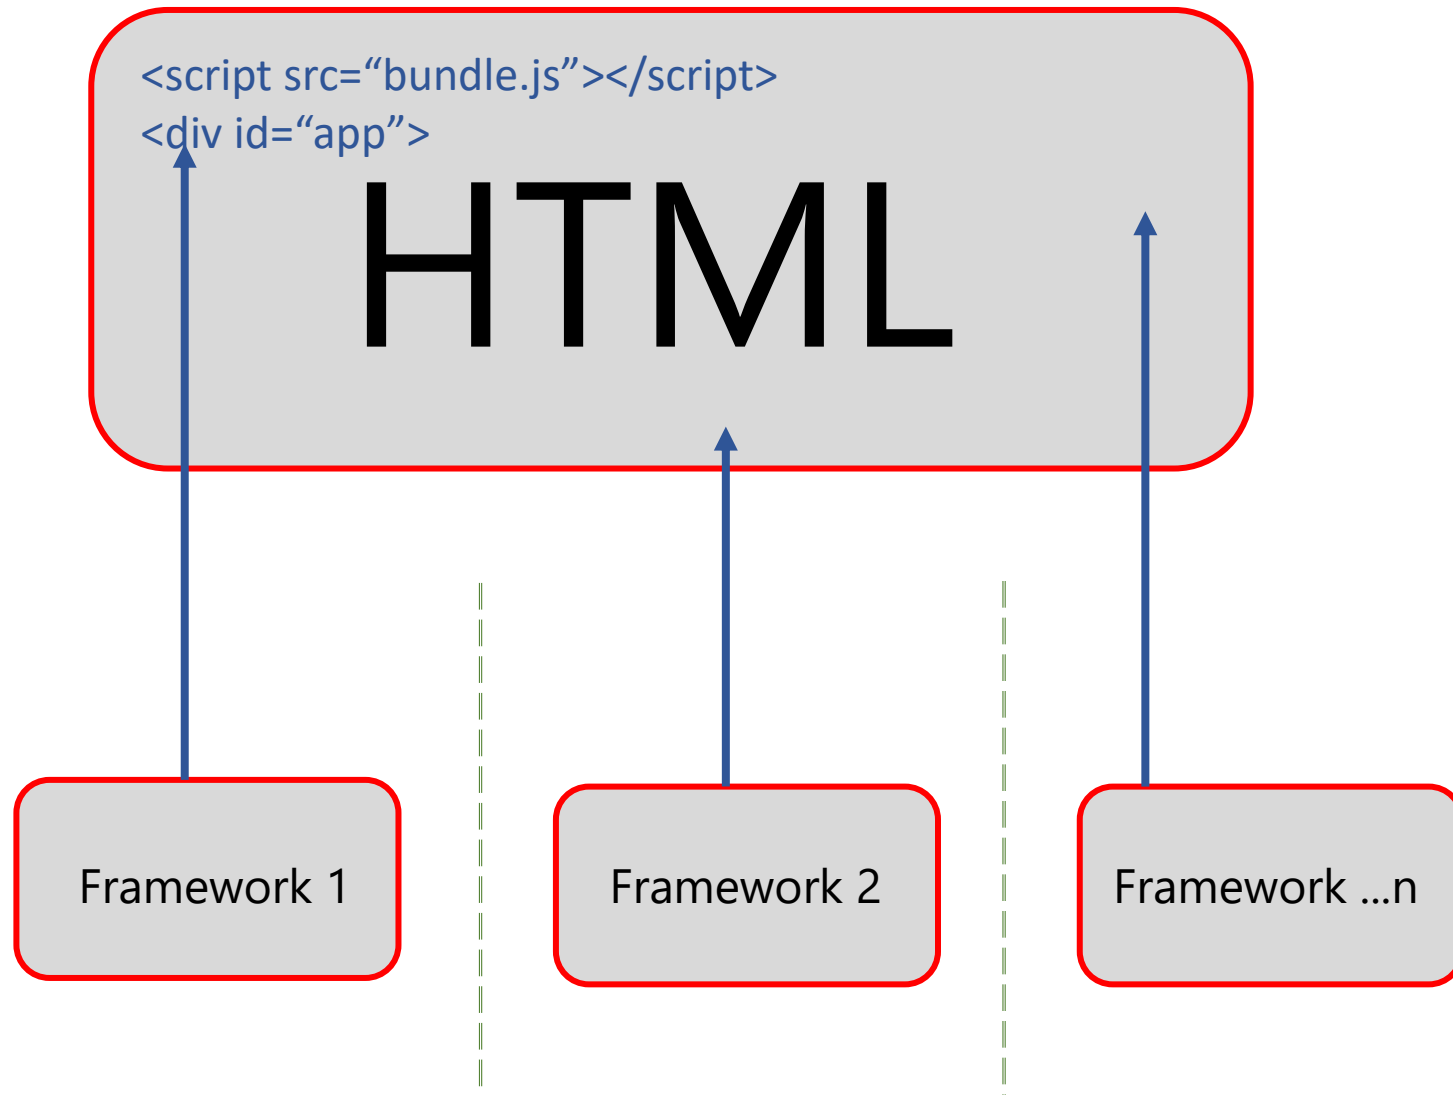 <script src=“bundle.js”></script>
<div id=“app”>
HTML
Framework 1
Framework 2
Framework ...n